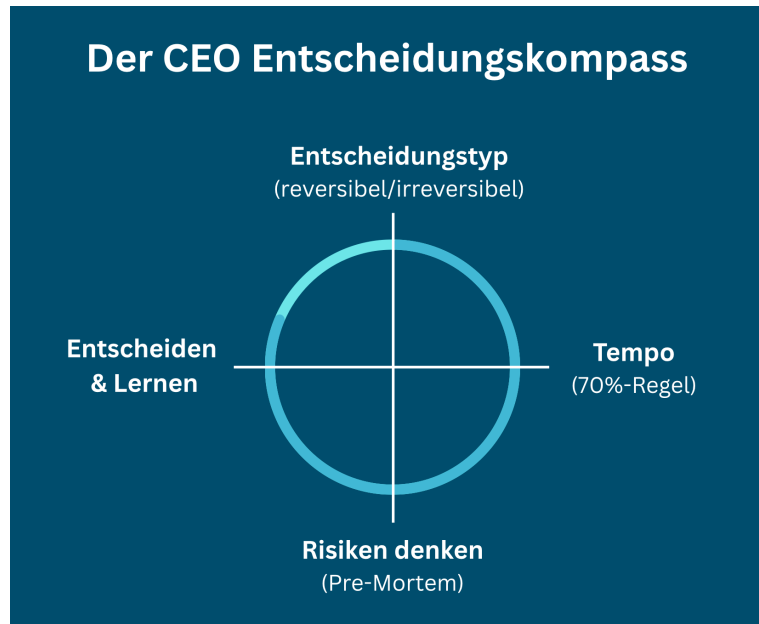 Der CEO Entscheidungskompass
Entscheidungstyp
(reversibel/irreversibel)
Entscheiden
& Lernen
Tempo
(70%-Regel)
Risiken denken
(Pre-Mortem)